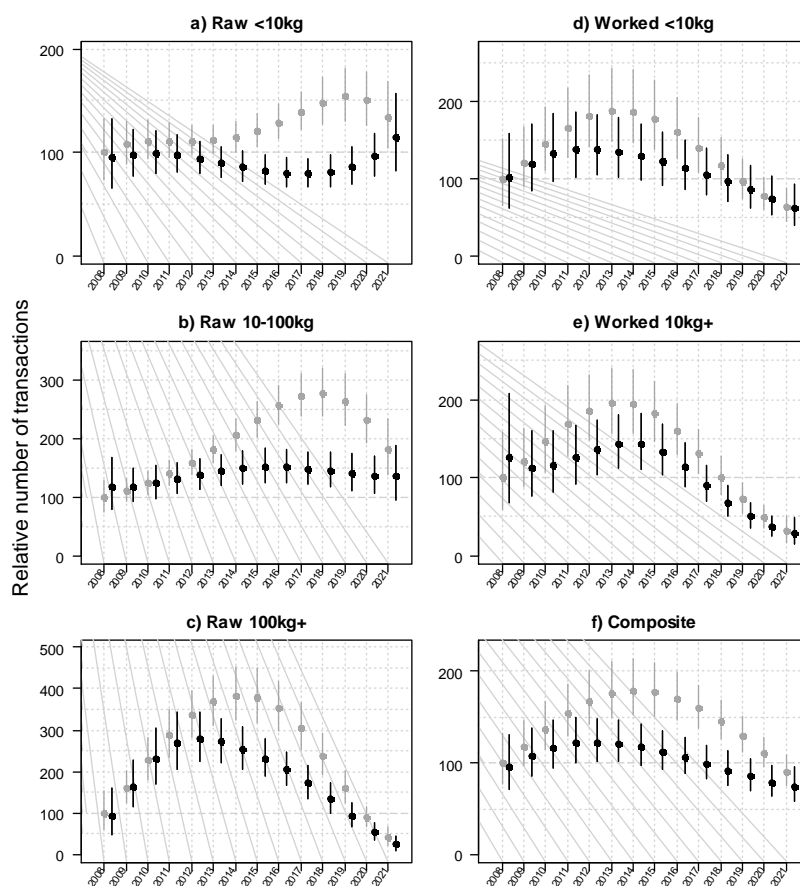 a) Raw <10kg
200
100
0
2008 2009 2010 2011 2012 2013 2014 2015 2016 2017 2018 2019 2020 2021
b) Raw 10-100kg
300
200
100
0
2008 2009 2010 2011 2012 2013 2014 2015 2016 2017 2018 2019 2020 2021
c) Raw 100kg+
500
400
300
200
100
0
2008 2009 2010 2011 2012 2013 2014 2015 2016 2017 2018 2019 2020 2021
Relative number of transactions
d) Worked <10kg
200
100
0
2008 2009 2010 2011 2012 2013 2014 2015 2016 2017 2018 2019 2020 2021
e) Worked 10kg+
200
100
0
2008 2009 2010 2011 2012 2013 2014 2015 2016 2017 2018 2019 2020 2021
f) Composite
200
100
0
2008 2009 2010 2011 2012 2013 2014 2015 2016 2017 2018 2019 2020 2021